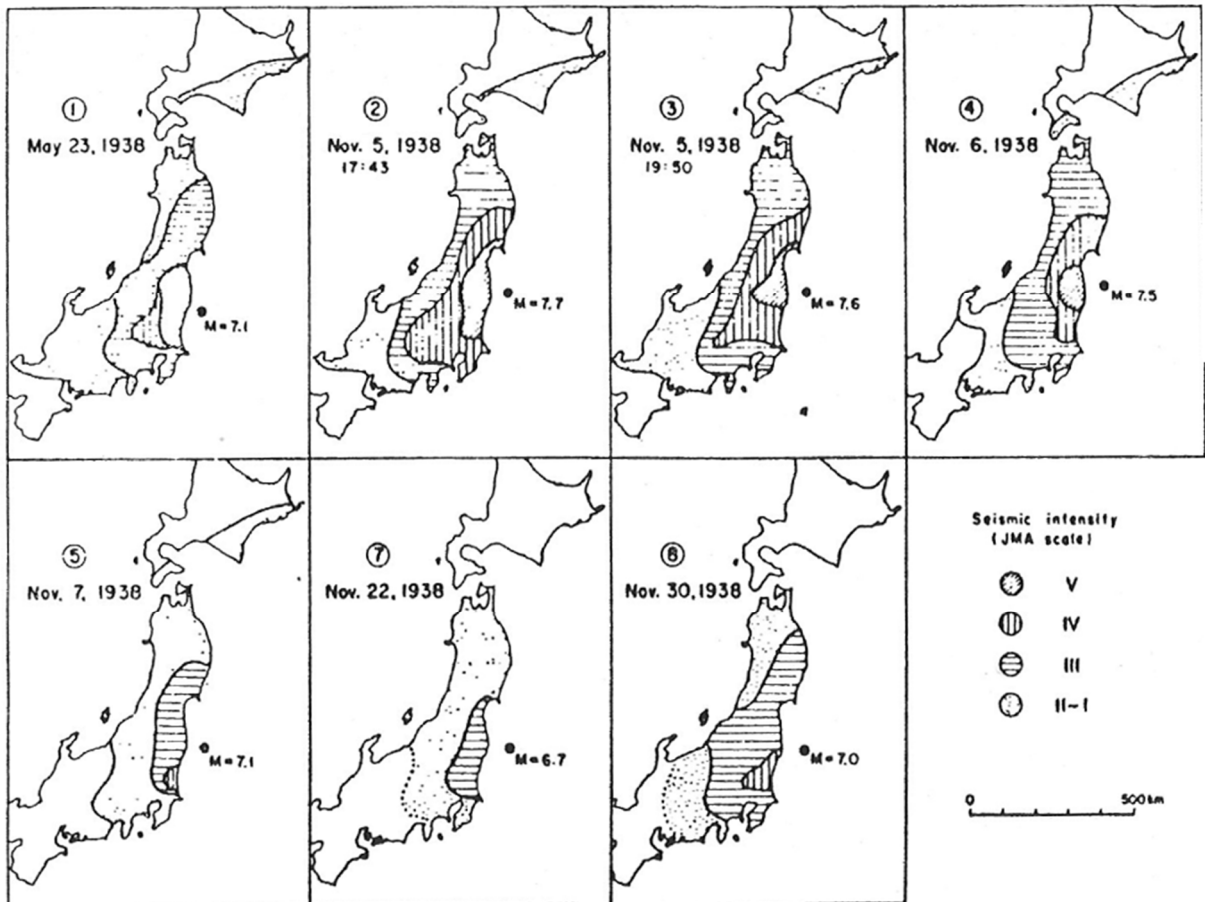 ①
May 23, 1938
M=7.1
②
Nov. 5, 1938
17:43
M=7.7
③
Nov. 5, 1938
19:50
M=7.6
④
Nov. 6, 1938
M=7.5
⑤
Nov. 7, 1938
M=7.1
⑦
Nov. 22, 1938
M=6.7
⑧
Nov. 30, 1938
M=7.0
Seismic intensity
(JMA scale)
V
IV
III
II~I
0 500km